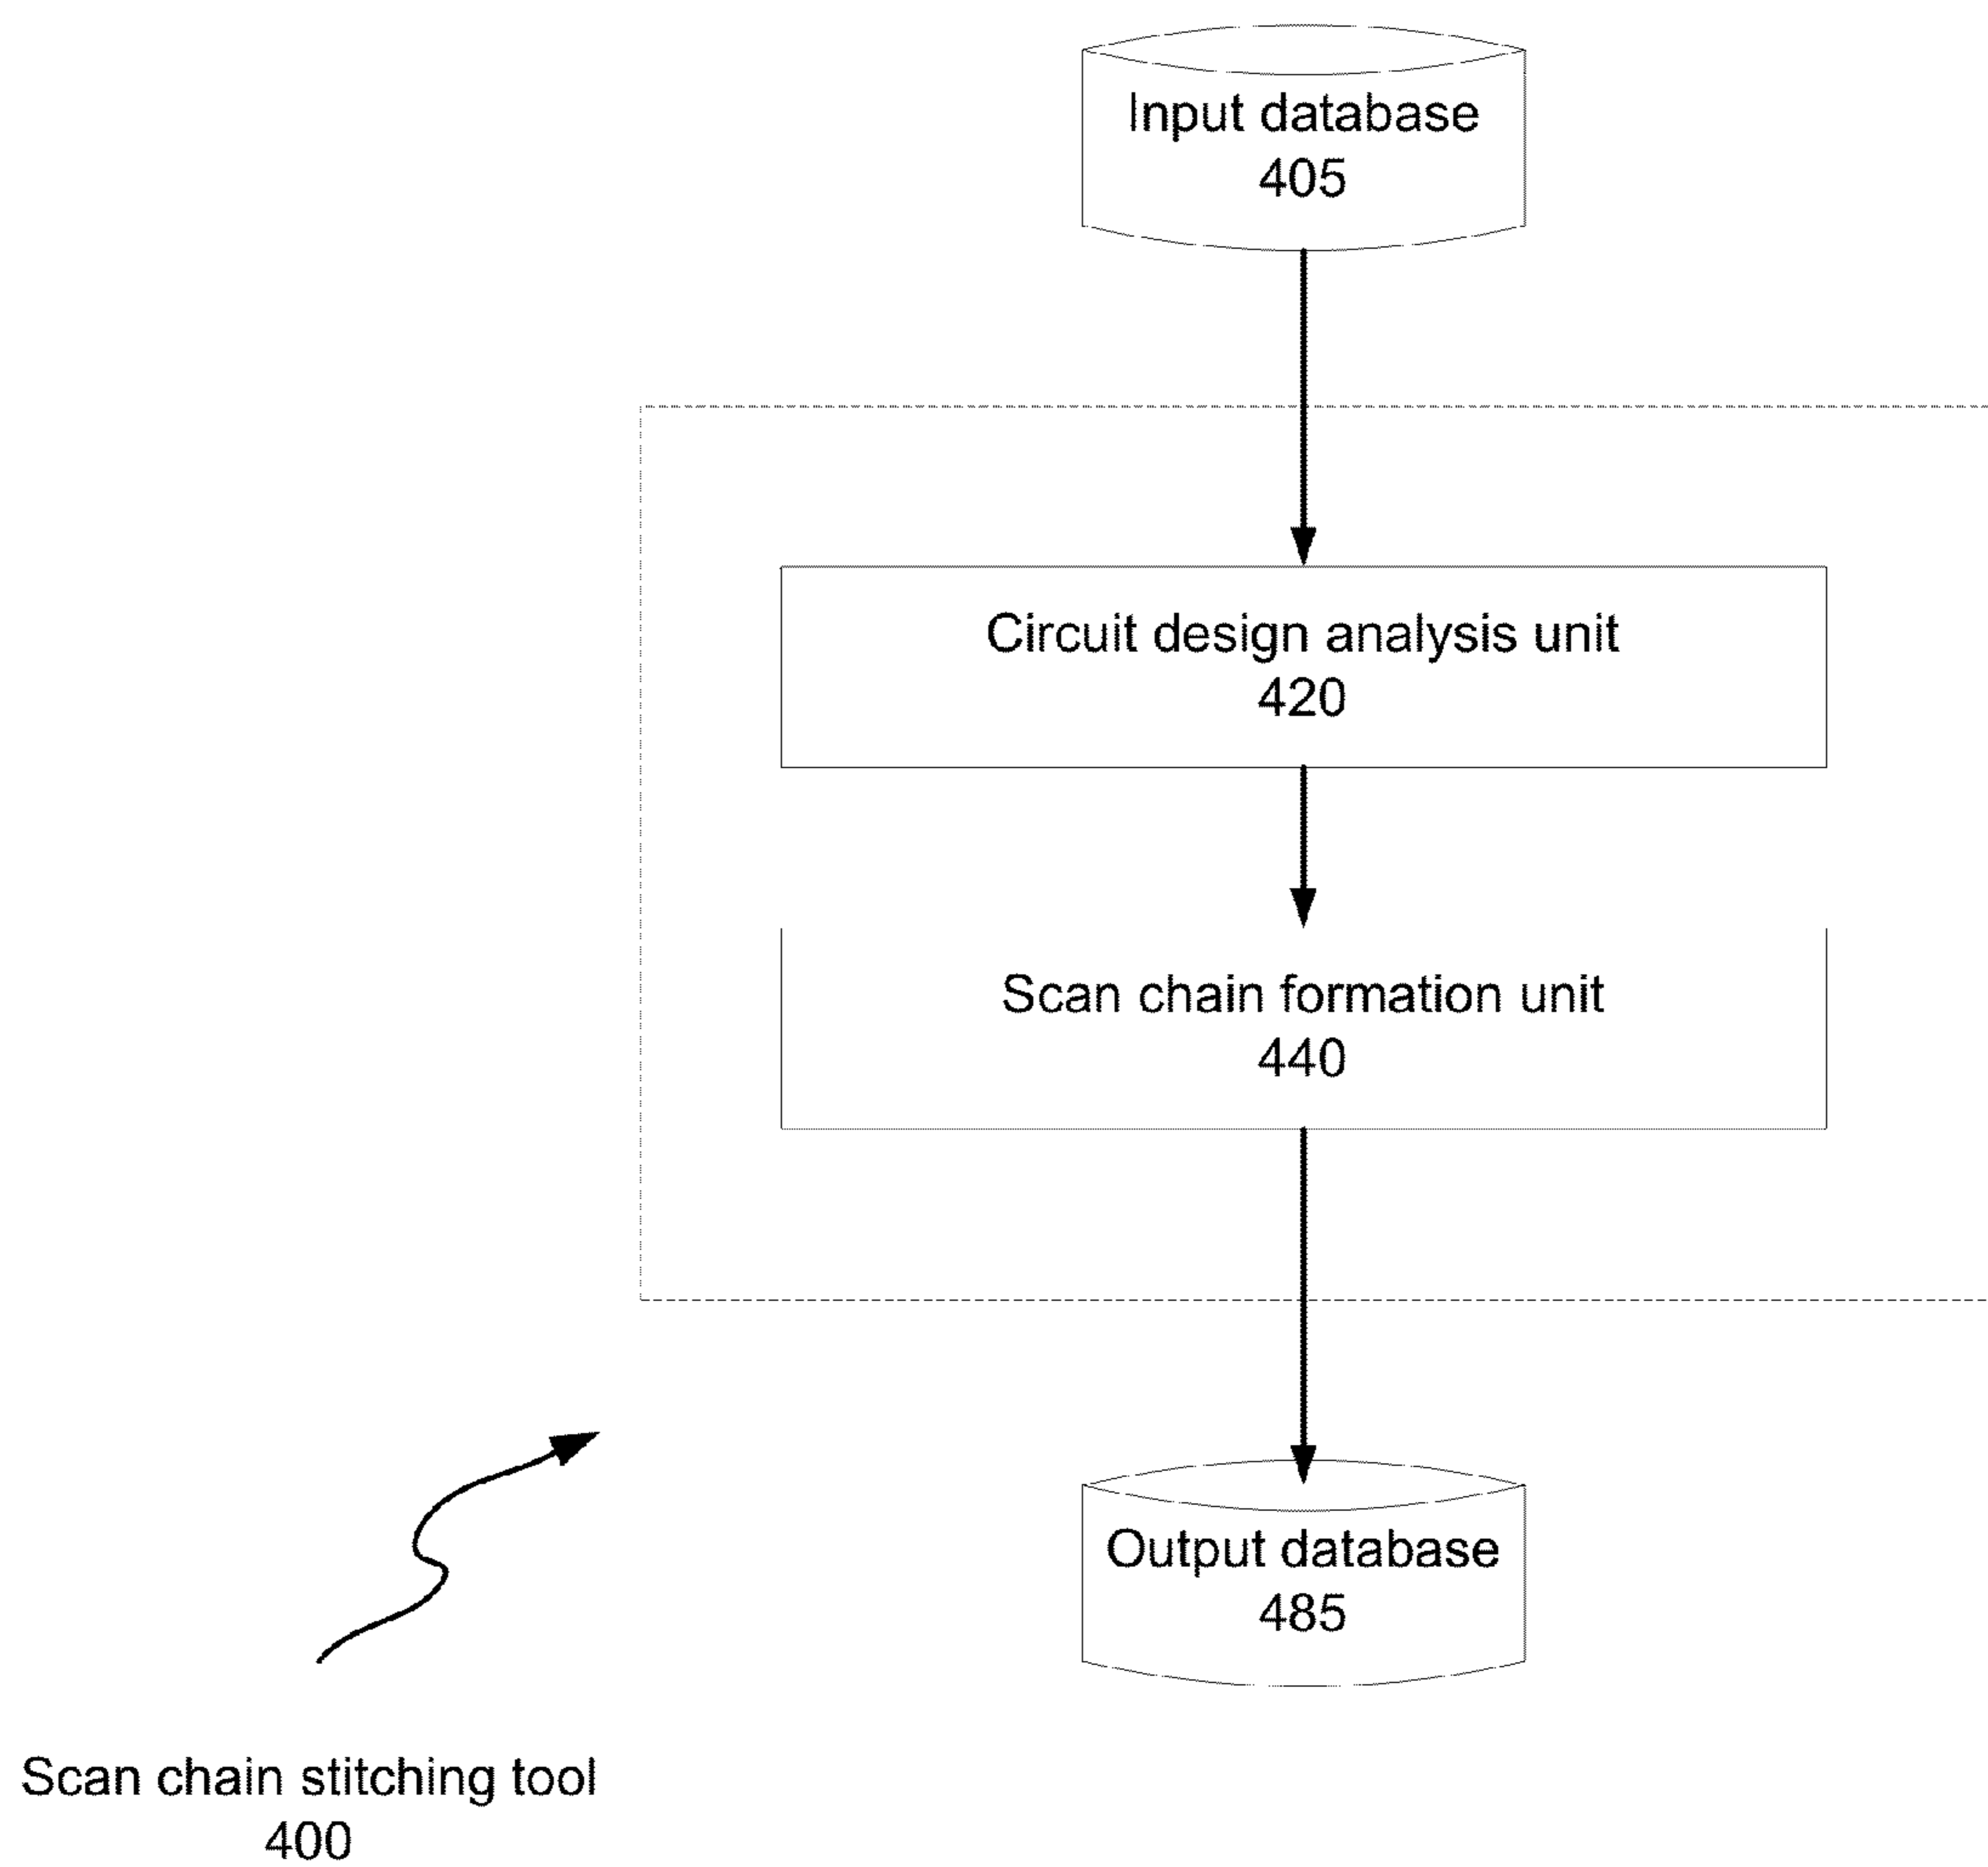 Input database
405
Circuit design analysis unit
420
Scan chain formation unit
440
Output database
485
Scan chain stitching tool
400